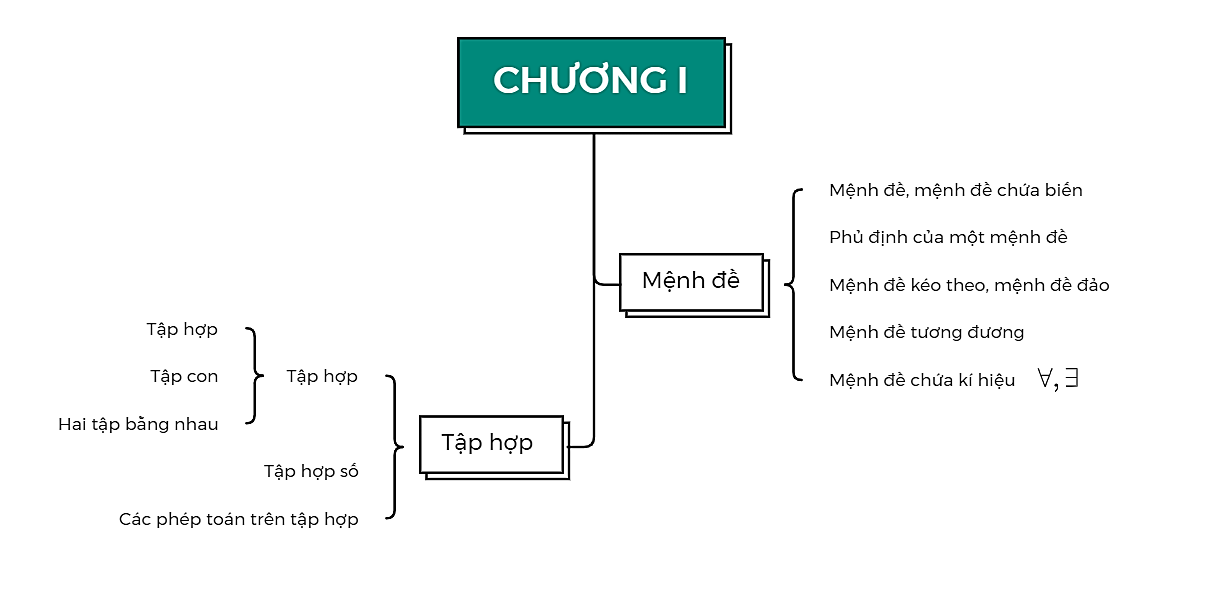 CHƯƠNG I
Mệnh đề
Mệnh đề, mệnh đề chứa biến
Phủ định của một mệnh đề
Mệnh đề kéo theo, mệnh đề đảo
Mệnh đề tương đương
Mệnh đề chứa kí hiệu ∀, ∃
Tập hợp
Tập hợp
Tập hợp
Tập con
Hai tập bằng nhau
Tập hợp số
Các phép toán trên tập hợp